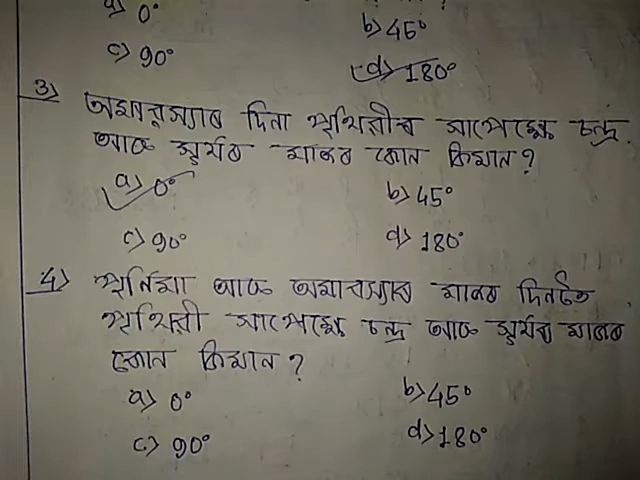 a) 0°
b) 45°
c) 90°
d) 180°
3) অমাৱস্যাৰ দিনা পৃথিৱীৰ সাপেক্ষে চন্দ্ৰ
আৰু সূৰ্যৰ মাজৰ কোণ কিমান?
a) 0°
b) 45°
c) 90°
d) 180°
4) পূৰ্ণিমা আৰু অমাৱস্যাৰ মাজৰ দিনটোত
পৃথিৱী সাপেক্ষে চন্দ্ৰ আৰু সূৰ্যৰ মাজৰ
কোণ কিমান?
a) 0°
b) 45°
c) 90°
d) 180°